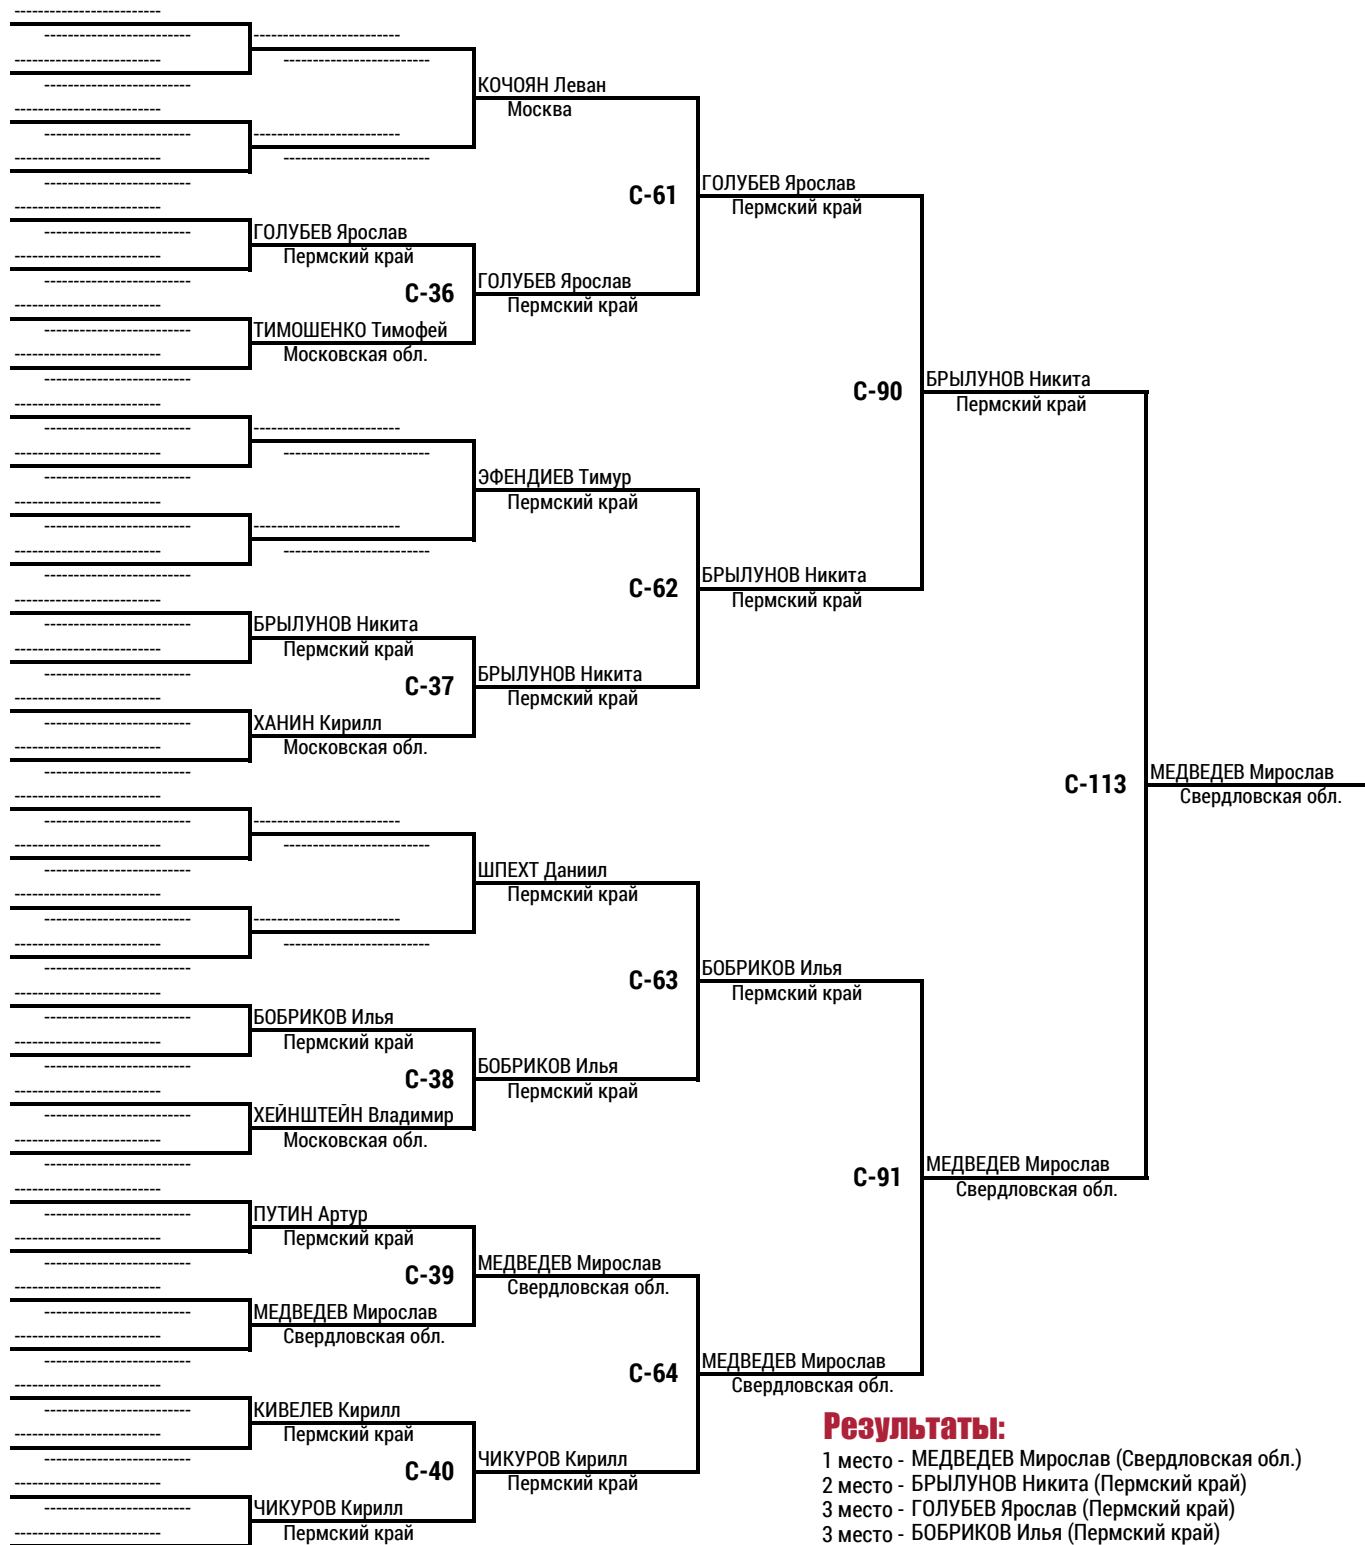 КОЧОЯН Леван
Москва
C-61
ГОЛУБЕВ Ярослав
Пермский край
ГОЛУБЕВ Ярослав
Пермский край
C-36
ГОЛУБЕВ Ярослав
Пермский край
ТИМОШЕНКО Тимофей
Московская обл.
C-90
БРЫЛУНОВ Никита
Пермский край
ЭФЕНДИЕВ Тимур
Пермский край
C-62
БРЫЛУНОВ Никита
Пермский край
БРЫЛУНОВ Никита
Пермский край
C-37
БРЫЛУНОВ Никита
Пермский край
ХАНИН Кирилл
Московская обл.
C-113
МЕДВЕДЕВ Мирослав
Свердловская обл.
ШПЕХТ Даниил
Пермский край
C-63
БОБРИКОВ Илья
Пермский край
БОБРИКОВ Илья
Пермский край
C-38
БОБРИКОВ Илья
Пермский край
ХЕЙНШТЕЙН Владимир
Московская обл.
C-91
МЕДВЕДЕВ Мирослав
Свердловская обл.
ПУТИН Артур
Пермский край
C-39
МЕДВЕДЕВ Мирослав
Свердловская обл.
МЕДВЕДЕВ Мирослав
Свердловская обл.
C-64
МЕДВЕДЕВ Мирослав
Свердловская обл.
КИВЕЛЕВ Кирилл
Пермский край
C-40
ЧИКУРОВ Кирилл
Пермский край
ЧИКУРОВ Кирилл
Пермский край
Результаты:
1 место - МЕДВЕДЕВ Мирослав (Свердловская обл.)
2 место - БРЫЛУНОВ Никита (Пермский край)
3 место - ГОЛУБЕВ Ярослав (Пермский край)
3 место - БОБРИКОВ Илья (Пермский край)